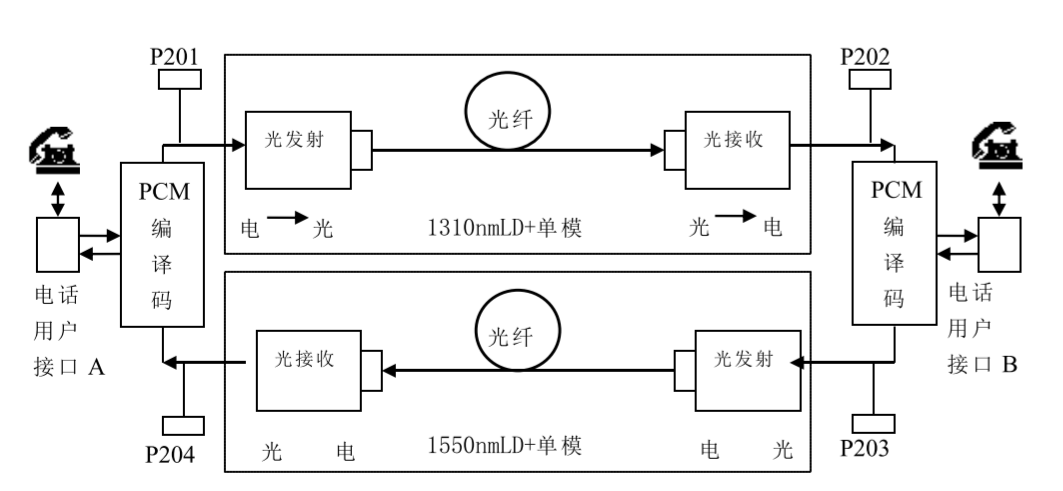 P201
P202
光发射
光纤
光接收
PCM
编
译
码
PCM
编
译
码
电 光
1310nmLD+单模
光 电
电话
用户
接口 A
电话
用户
接口 B
光接收
光纤
光发射
P204
光 电
1550nmLD+单模
电 光
P203